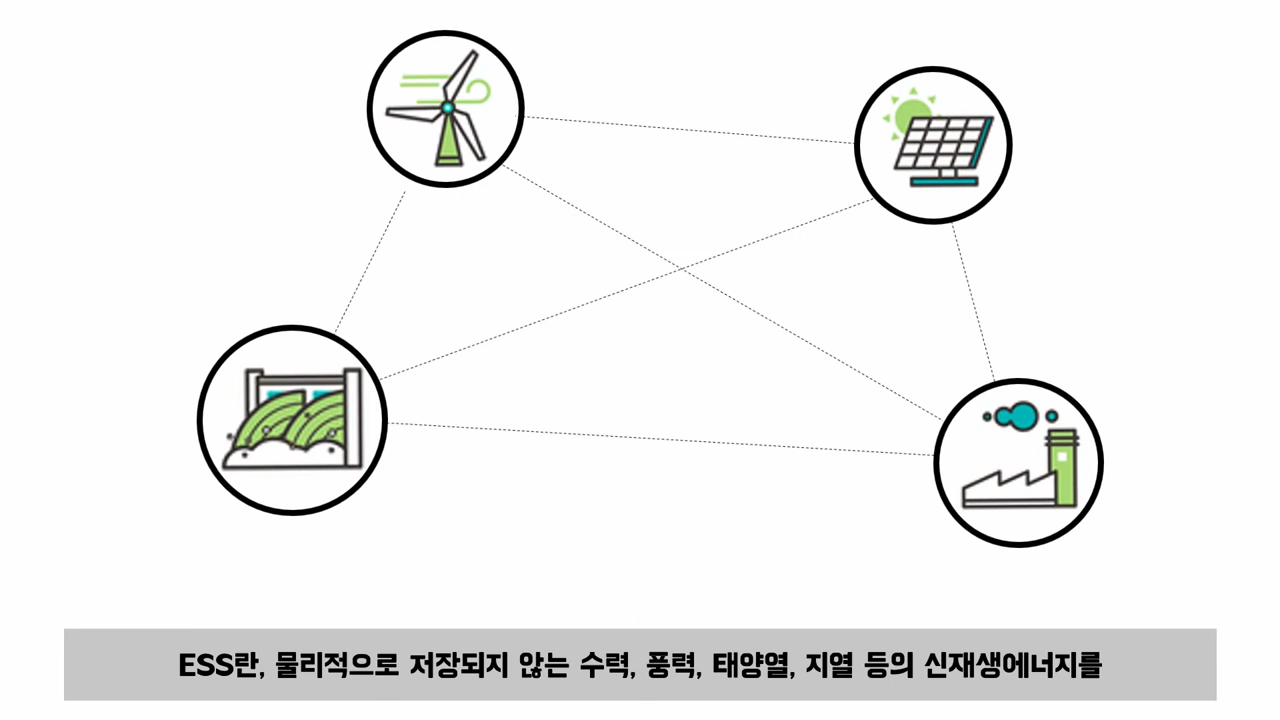 ESS란, 물리적으로 저장되지 않는 수력, 풍력, 태양열, 지열 등의 신재생에너지를